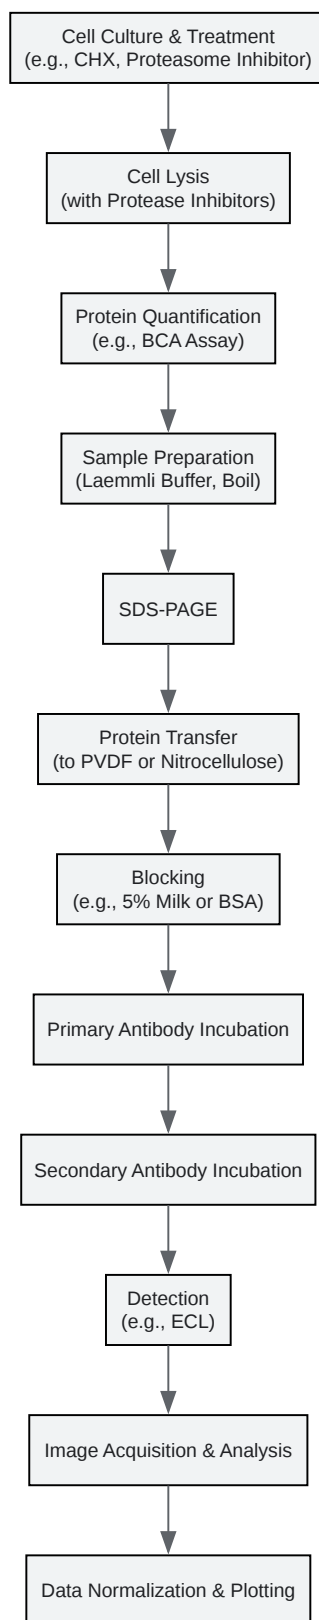 Cell Culture & Treatment
(e.g., CHX, Proteasome Inhibitor)
Cell Lysis
(with Protease Inhibitors)
Protein Quantification
(e.g., BCA Assay)
Sample Preparation
(Laemmli Buffer, Boil)
SDS-PAGE
Protein Transfer
(to PVDF or Nitrocellulose)
Blocking
(e.g., 5% Milk or BSA)
Primary Antibody Incubation
Secondary Antibody Incubation
Detection
(e.g., ECL)
Image Acquisition & Analysis
Data Normalization & Plotting